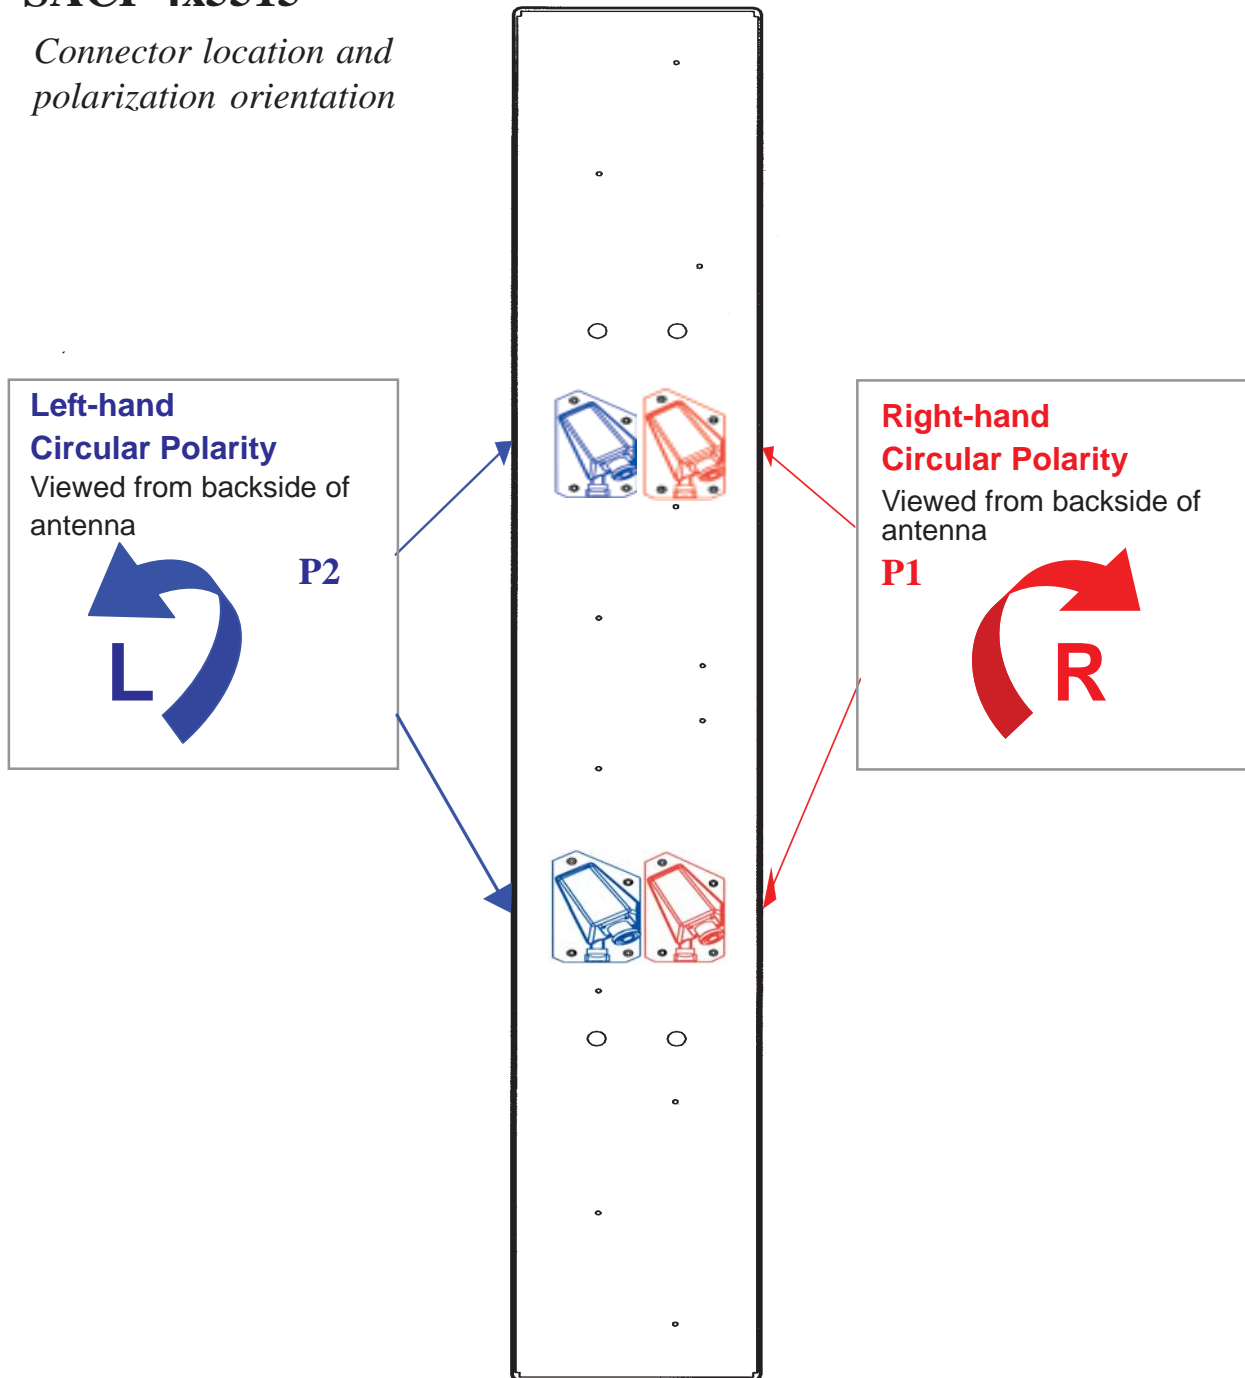 Connector location and
polarization orientation
Left-hand
Circular Polarity
Viewed from backside of
antenna
P2
L
Right-hand
Circular Polarity
Viewed from backside of
antenna
P1
R